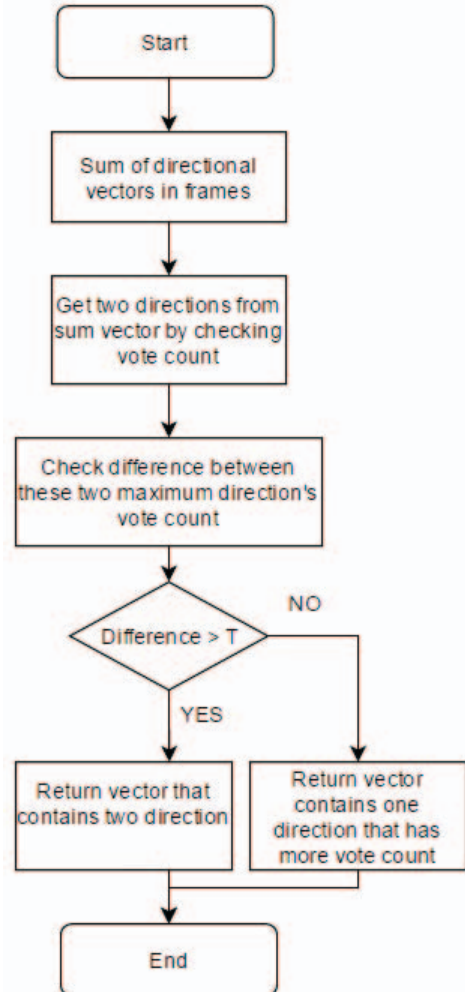 Start
Sum of directional
vectors in frames
Get two directions from
sum vector by checking
vote count
Check difference between
these two maximum direction's
vote count
Difference > T
NO
YES
Return vector that
contains two direction
Return vector
contains one
direction that has
more vote count
End